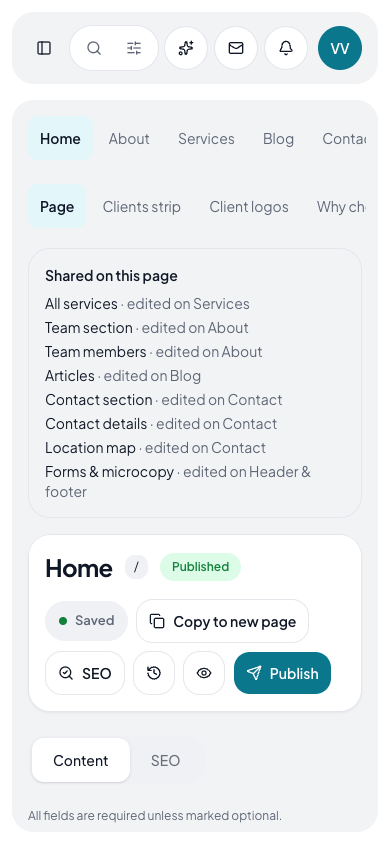 VV
Home About Services Blog Contac
Page Clients strip Client logos Why ch
Shared on this page
All services · edited on Services
Team section · edited on About
Team members · edited on About
Articles · edited on Blog
Contact section · edited on Contact
Contact details · edited on Contact
Location map · edited on Contact
Forms & microcopy · edited on Header &
footer
Home / Published
Saved Copy to new page
SEO Publish
Content SEO
All fields are required unless marked optional.